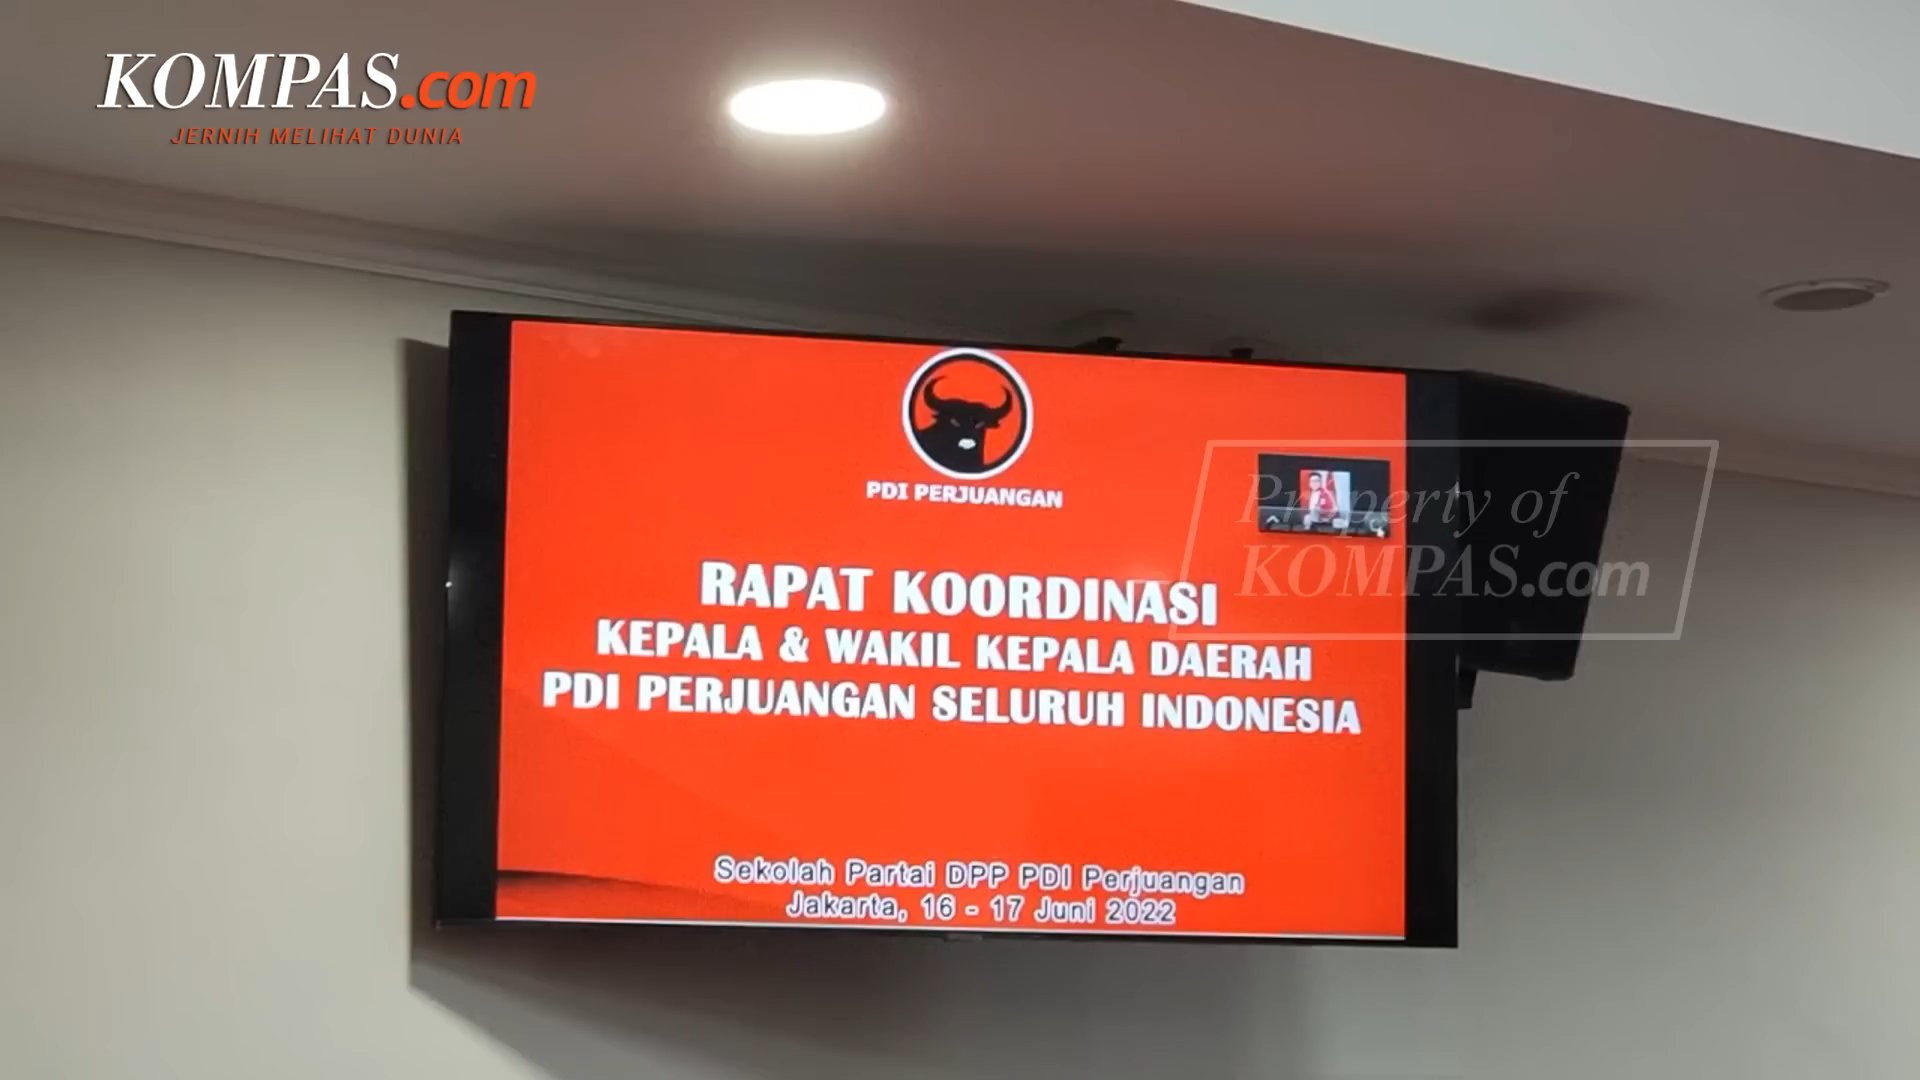 KOMPAS.com
JERNIH MELIHAT DUNIA
PDI PERJUANGAN
Property of
KOMPAS.com
RAPAT KOORDINASI
KEPALA & WAKIL KEPALA DAERAH
PDI PERJUANGAN SELURUH INDONESIA
Sekolah Partai DPP PDI Perjuangan
Jakarta, 16 - 17 Juni 2022